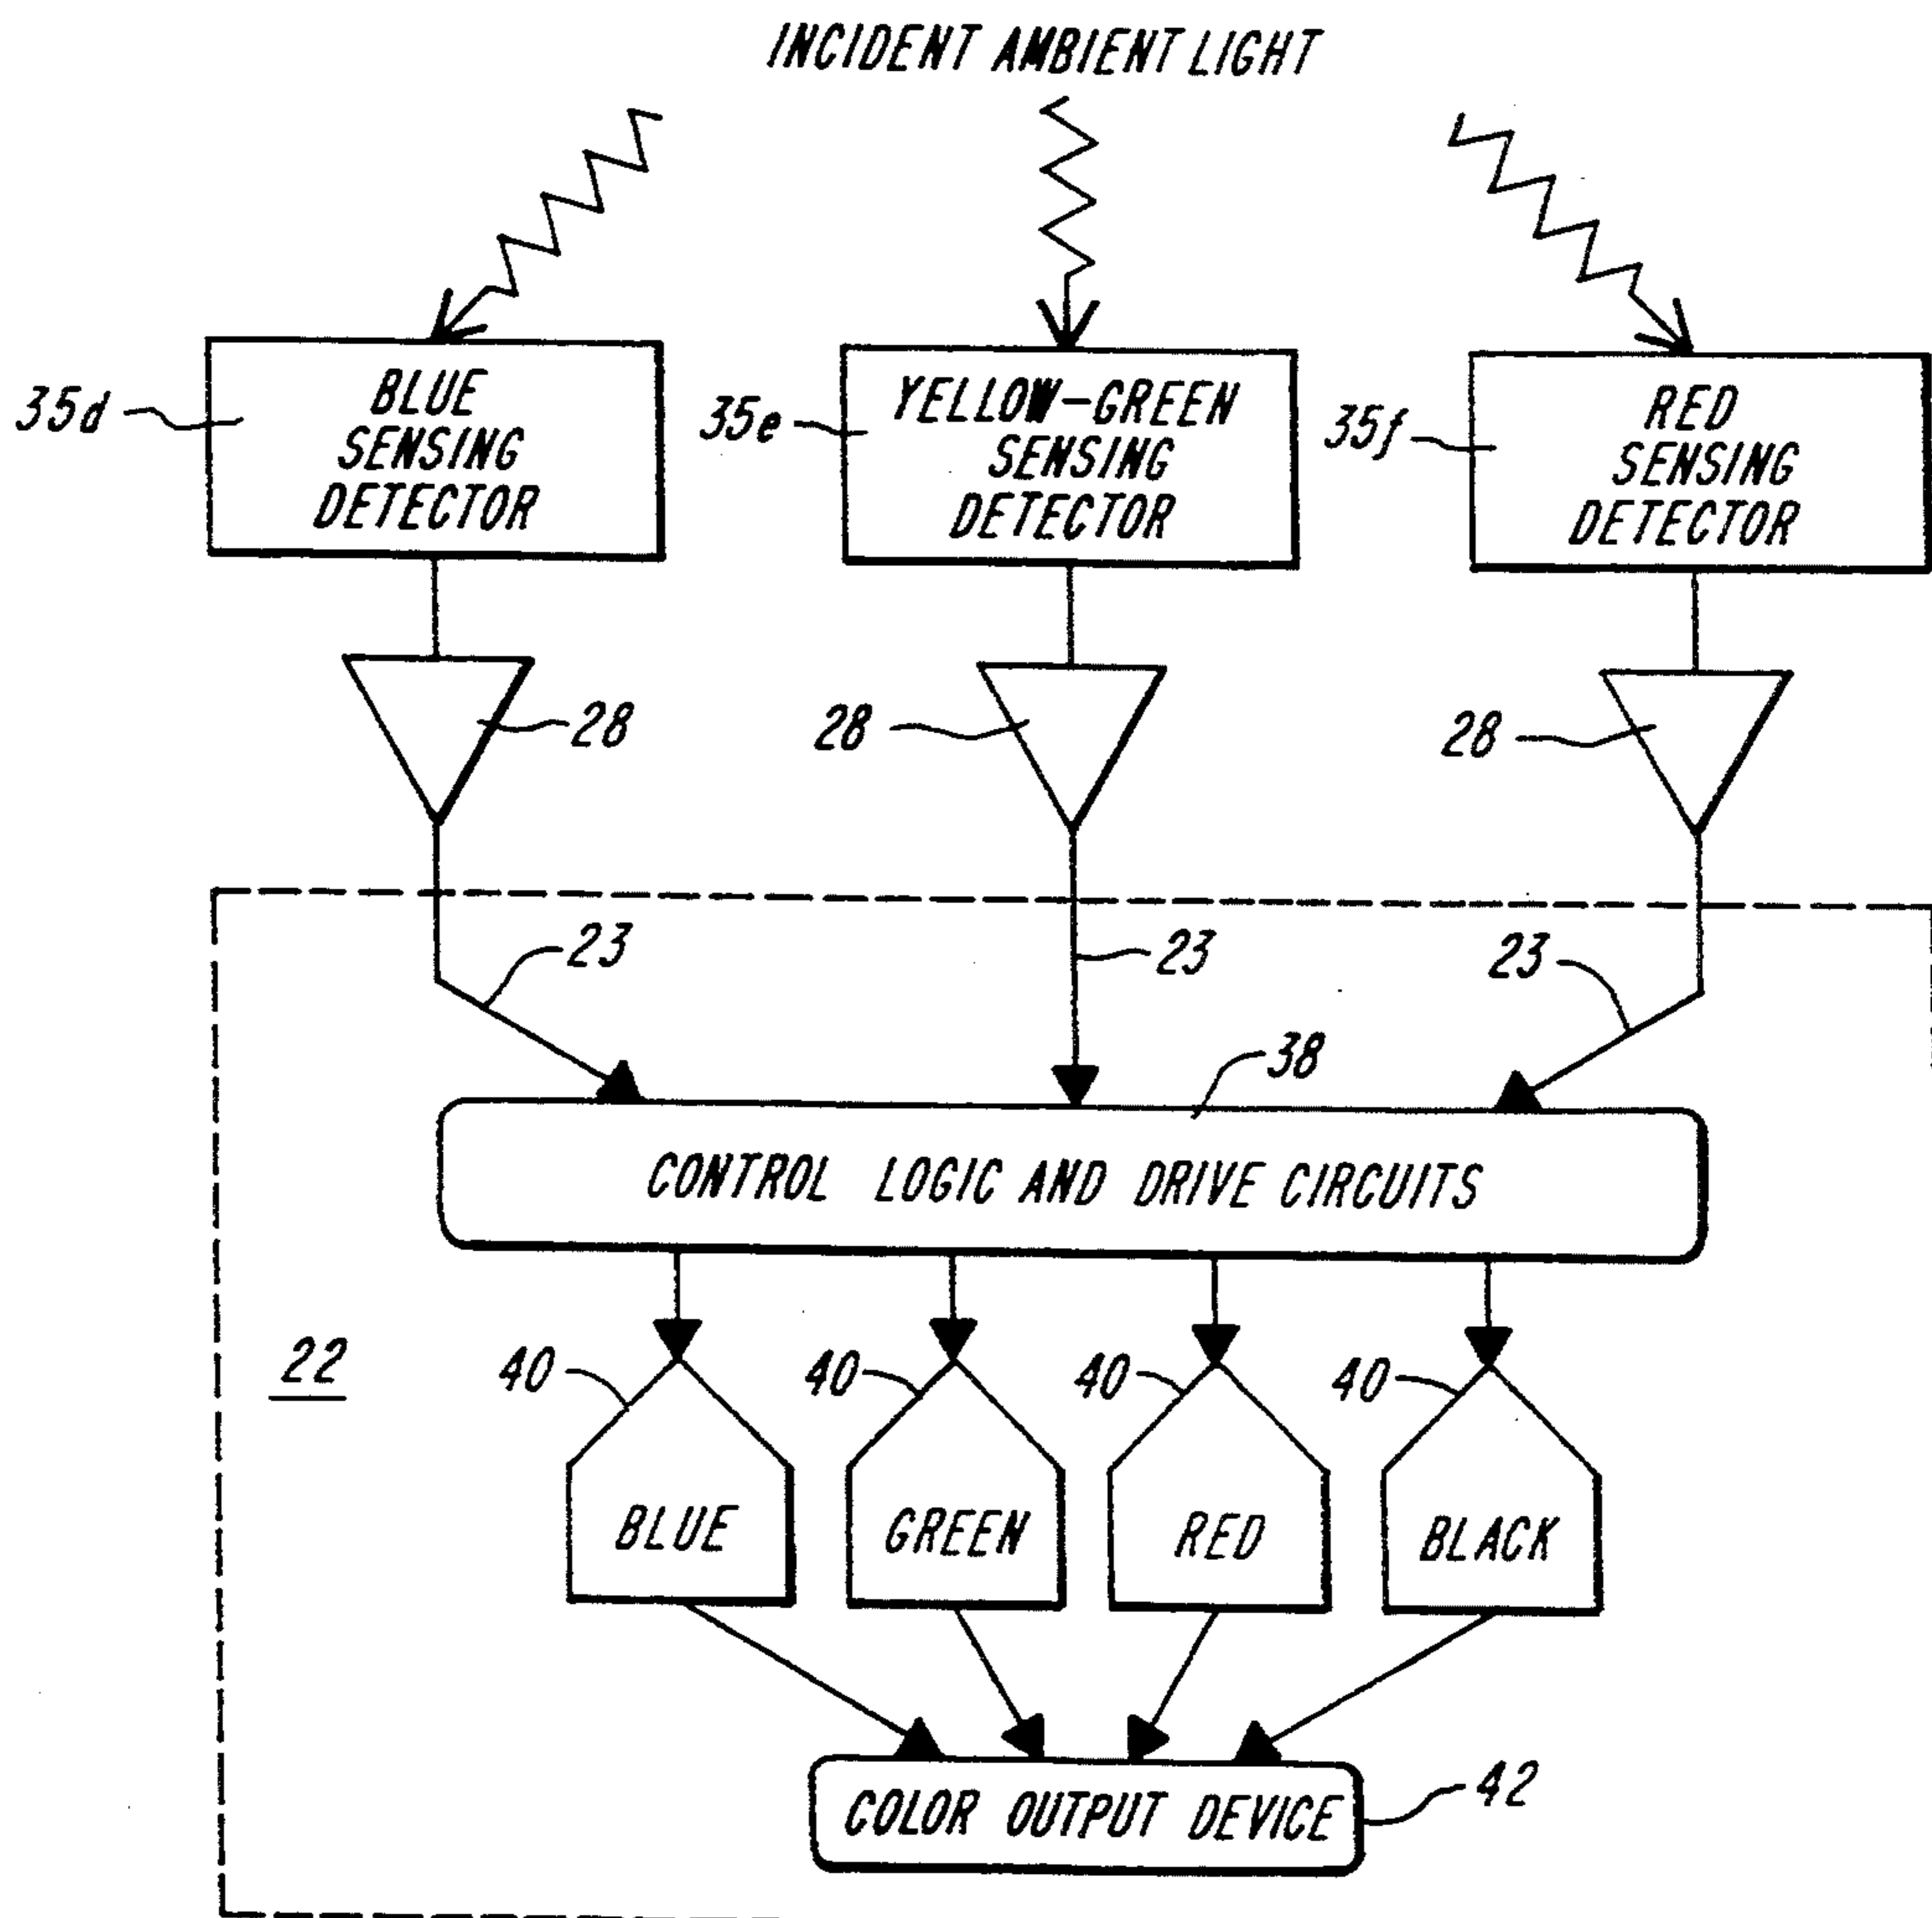 INCIDENT AMBIENT LIGHT
35d
BLUE
SENSING
DETECTOR
35e
YELLOW-GREEN
SENSING
DETECTOR
35f
RED
SENSING
DETECTOR
28
28
28
23
23
23
38
CONTROL LOGIC AND DRIVE CIRCUITS
22
40
40
40
40
BLUE
GREEN
RED
BLACK
COLOR OUTPUT DEVICE
42